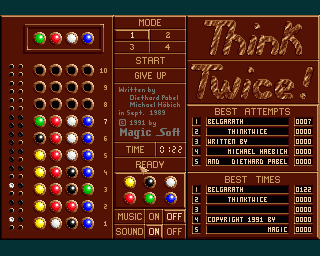 MODE
1 2
3 4
START
GIVE UP
Written by
Diethard Pabel
Michael Habich
in Sept. 1989
© 1991 by
Magic Soft
TIME 0:22
READY
MUSIC ON OFF
SOUND ON OFF
10
9
8
7
6
5
4
3
2
1
Think
Twice!
BEST ATTEMPTS
1 BELGARATH 0007
2 THINKTWICE 0000
3 WRITTEN BY 0000
4 MICHAEL HAEBICH 0000
5 AND DIETHARD PABEL 0000
BEST TIMES
1 BELGARATH 0122
2 THINKTWICE 0000
3 0000
4 COPYRIGHT 1991 BY 0000
5 MAGIC 0000